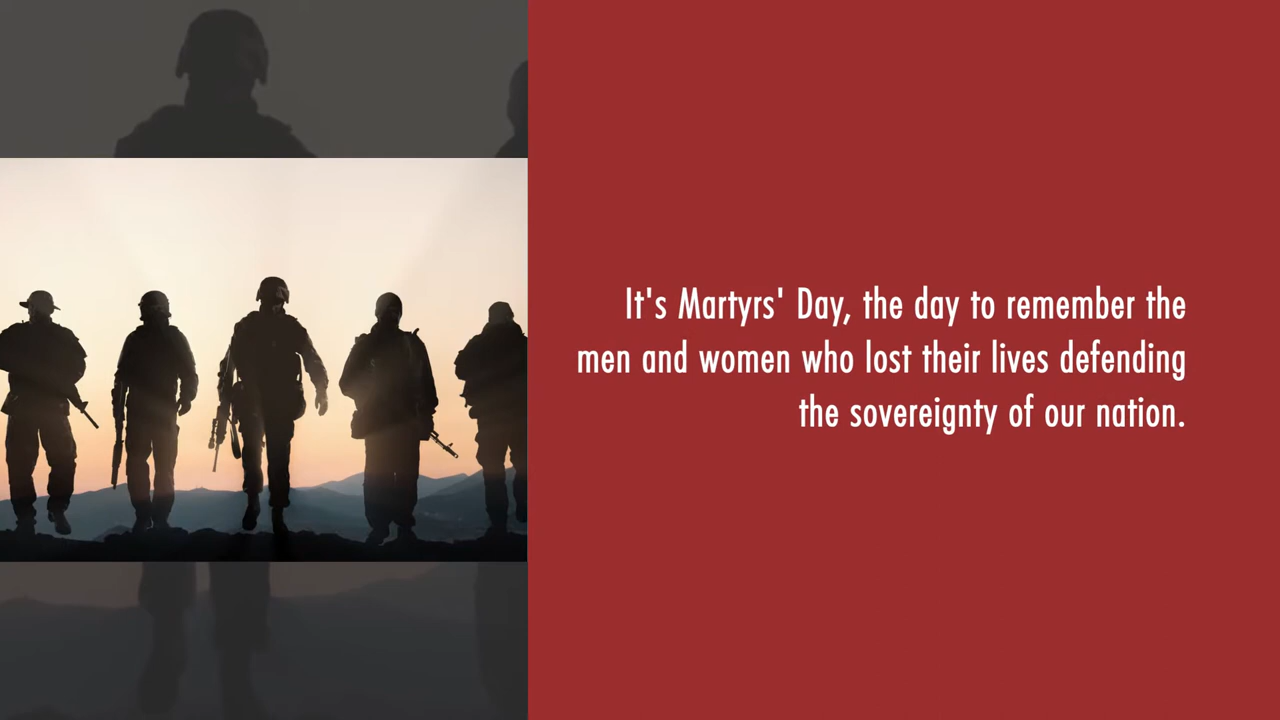 It's Martyrs' Day, the day to remember the
men and women who lost their lives defending
the sovereignty of our nation.